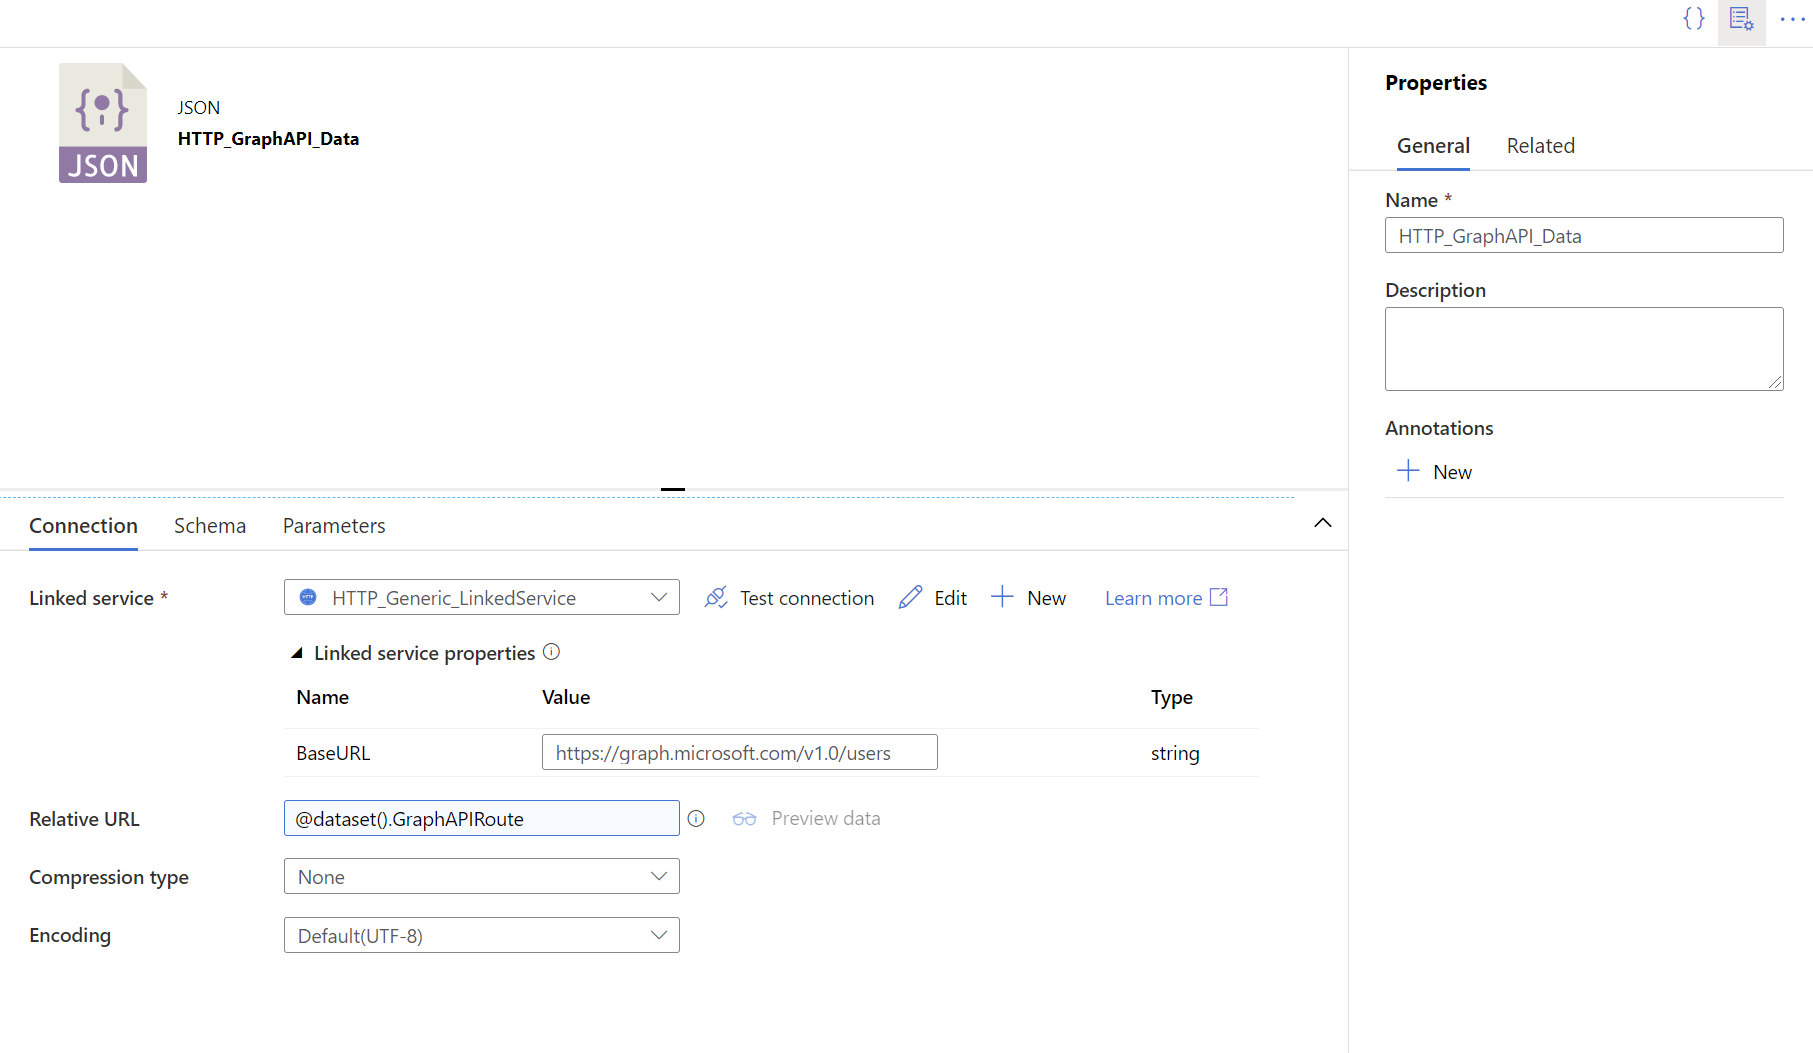 {}
JSON
JSON
HTTP_GraphAPI_Data
Connection Schema Parameters
Linked service * HTTP_Generic_LinkedService Test connection Edit New Learn more
Linked service properties
Name Value Type
BaseURL https://graph.microsoft.com/v1.0/users string
Relative URL @dataset().GraphAPIRoute Preview data
Compression type None
Encoding Default(UTF-8)
Properties
General Related
Name *
HTTP_GraphAPI_Data
Description
Annotations
New